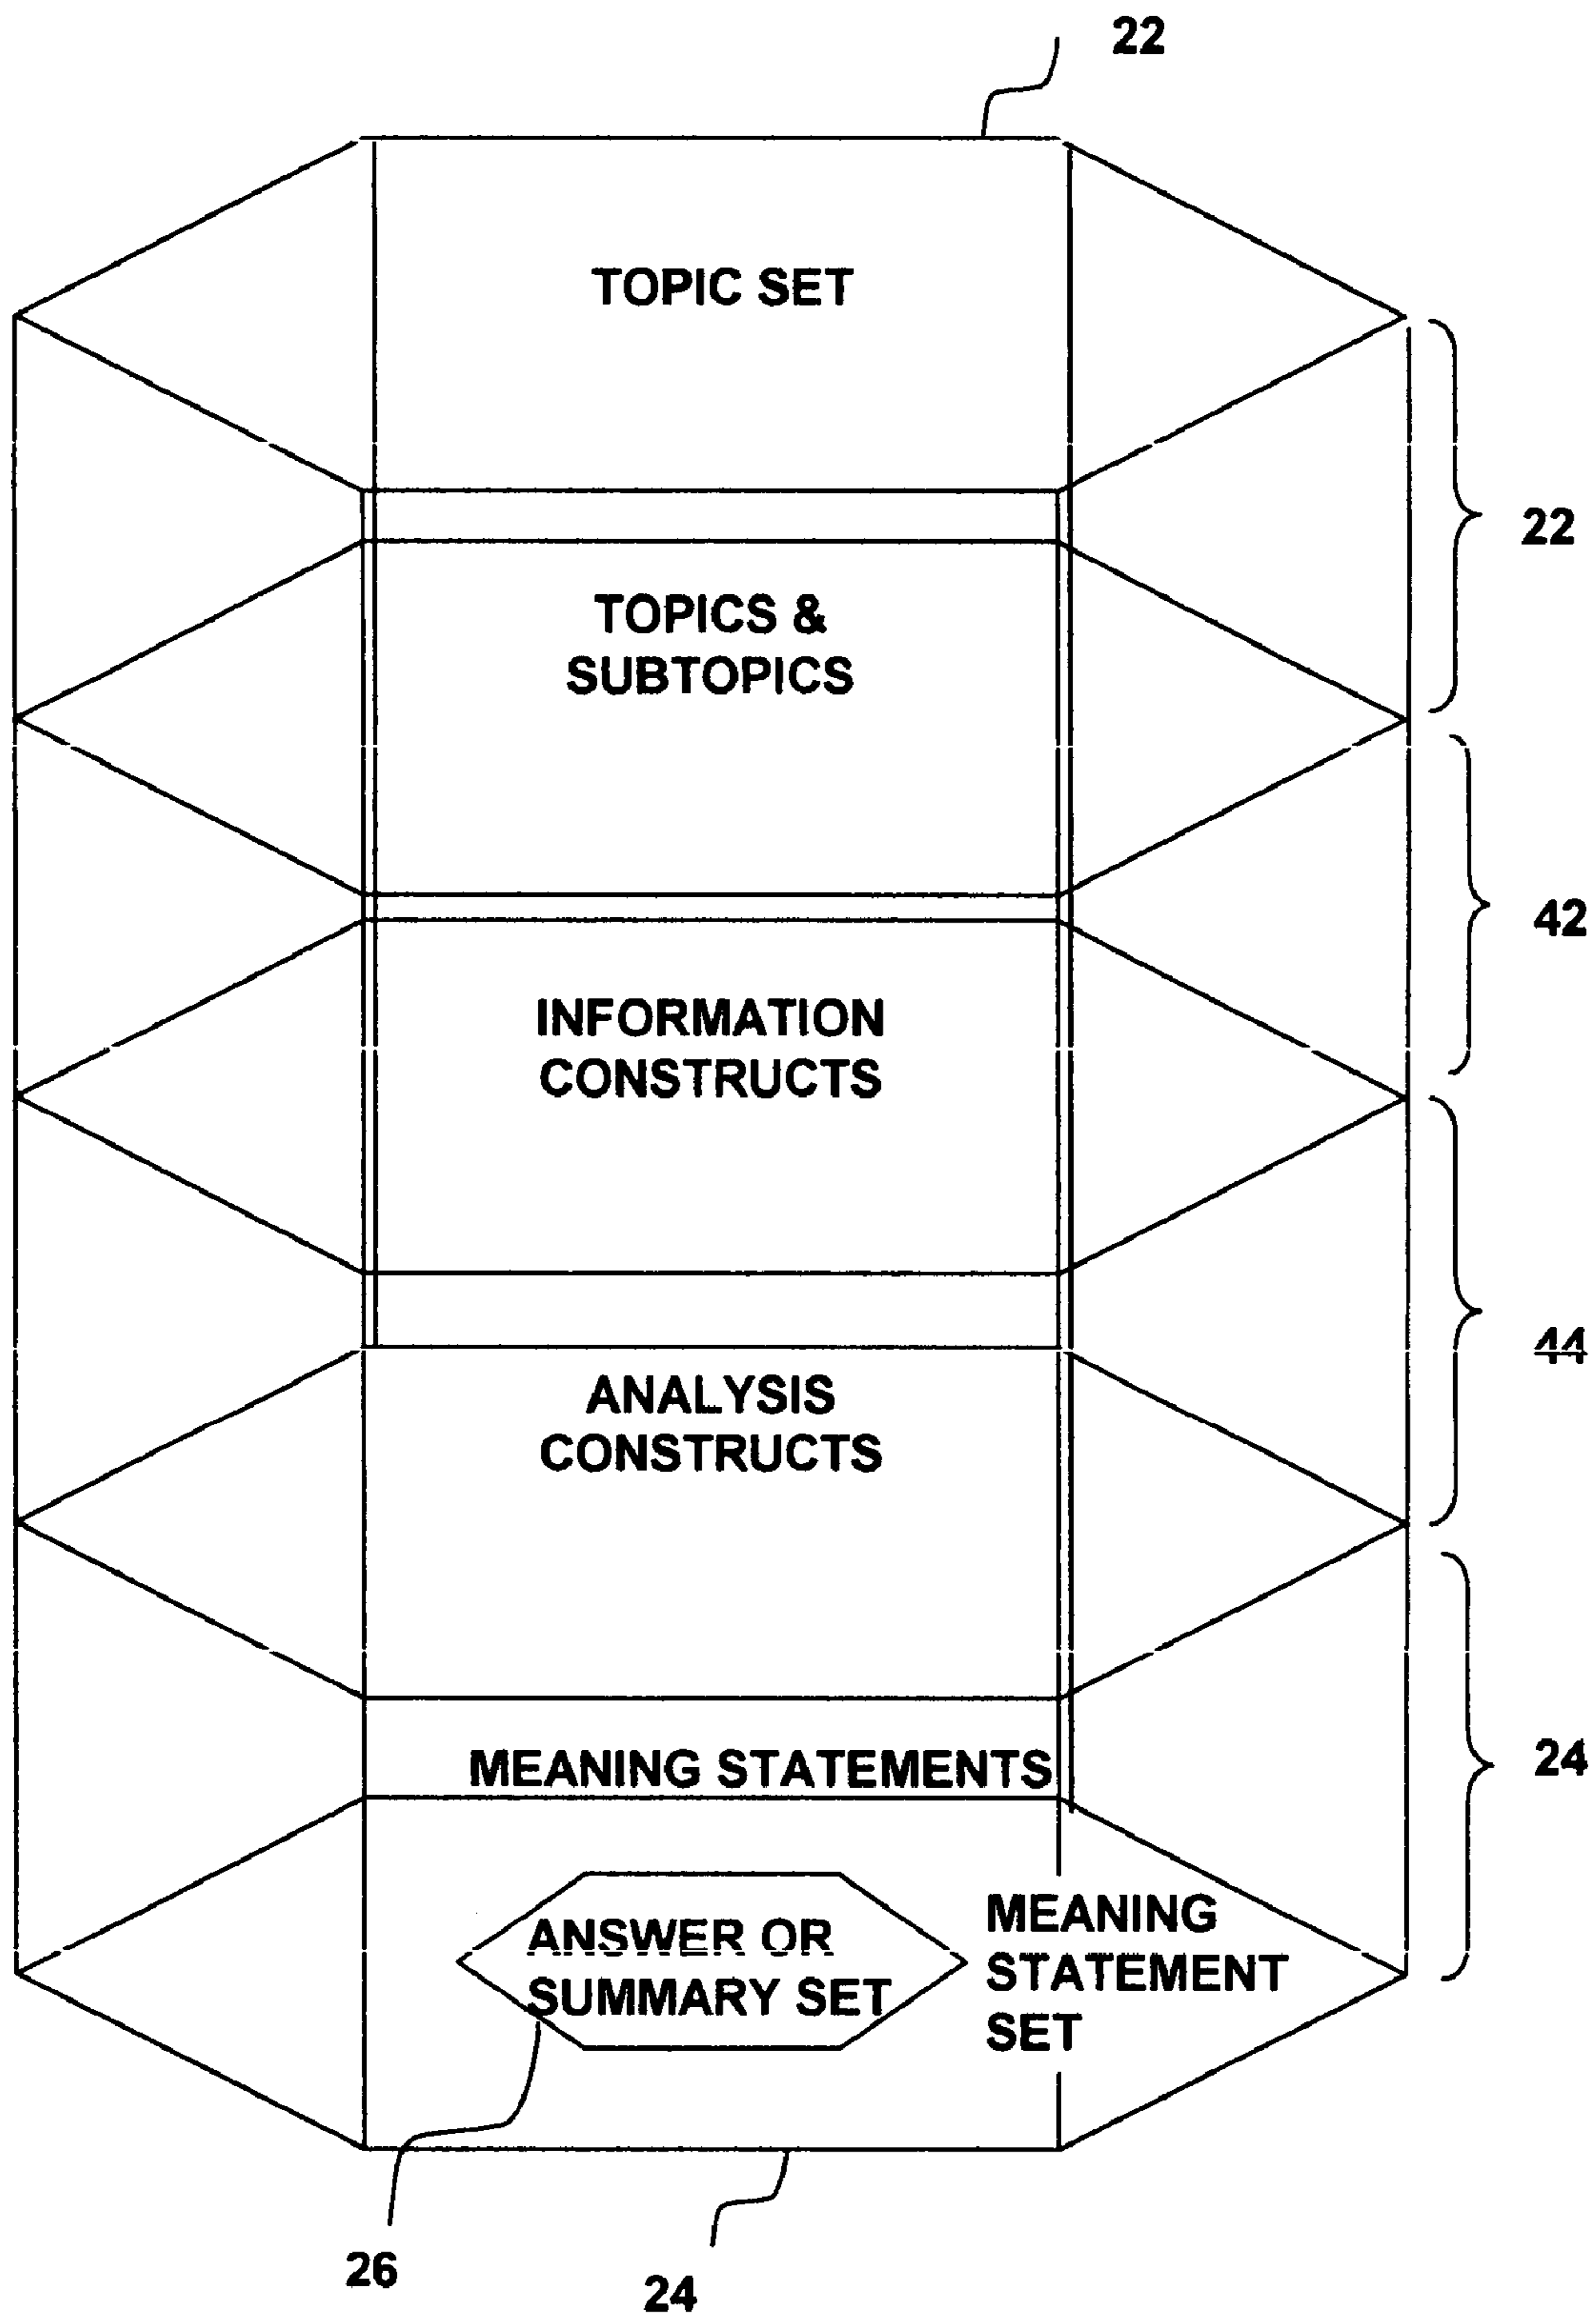 22
TOPIC SET
22
TOPICS &
SUBTOPICS
42
INFORMATION
CONSTRUCTS
44
ANALYSIS
CONSTRUCTS
MEANING STATEMENTS
24
ANSWER OR
SUMMARY SET
MEANING
STATEMENT
SET
26
24